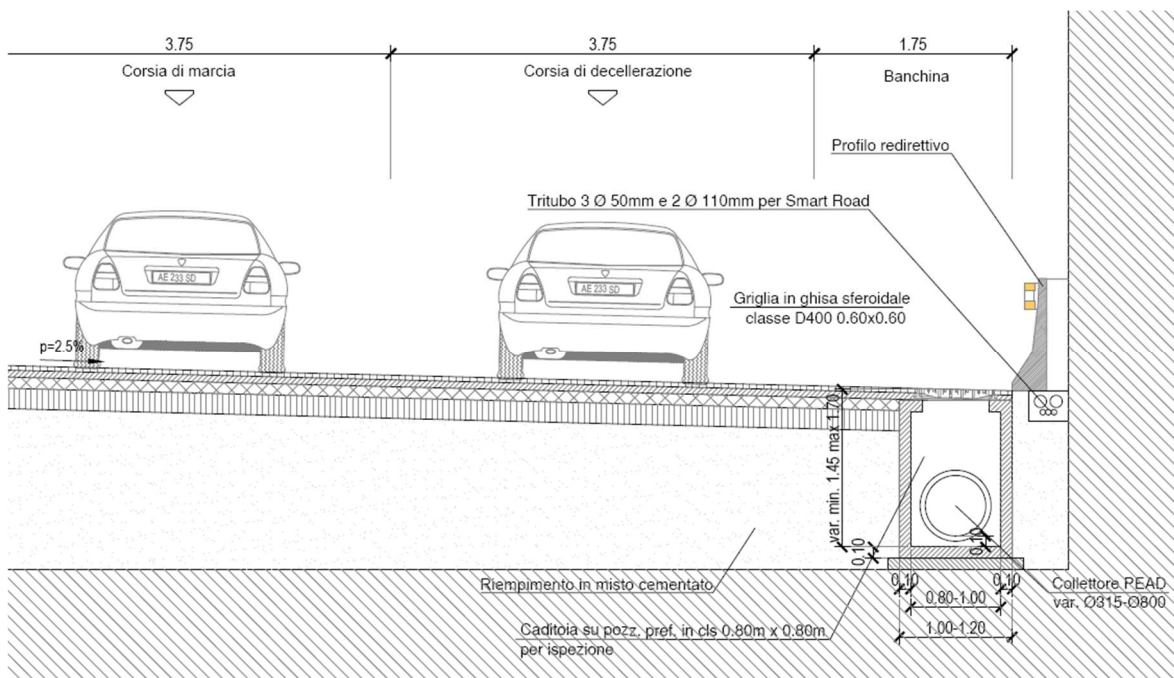 3.75
3.75
1.75
Corsia di marcia
Corsia di decellerazione
Banchina
Profilo redirettivo
Tritubo 3 Ø 50mm e 2 Ø 110mm per Smart Road
AE 233 SD
AE 233 SD
Griglia in ghisa sferoidale
classe D400 0.60x0.60
p=2.5%
var. min. 1.45 max 1.70
0.10
0.10
Riempimento in misto cementato
0.10
0.10
Collettore PEAD
var. Ø315-Ø800
0.80-1.00
Caditoia su pozz. pref. in cls 0.80m x 0.80m
per ispezione
1.00-1.20